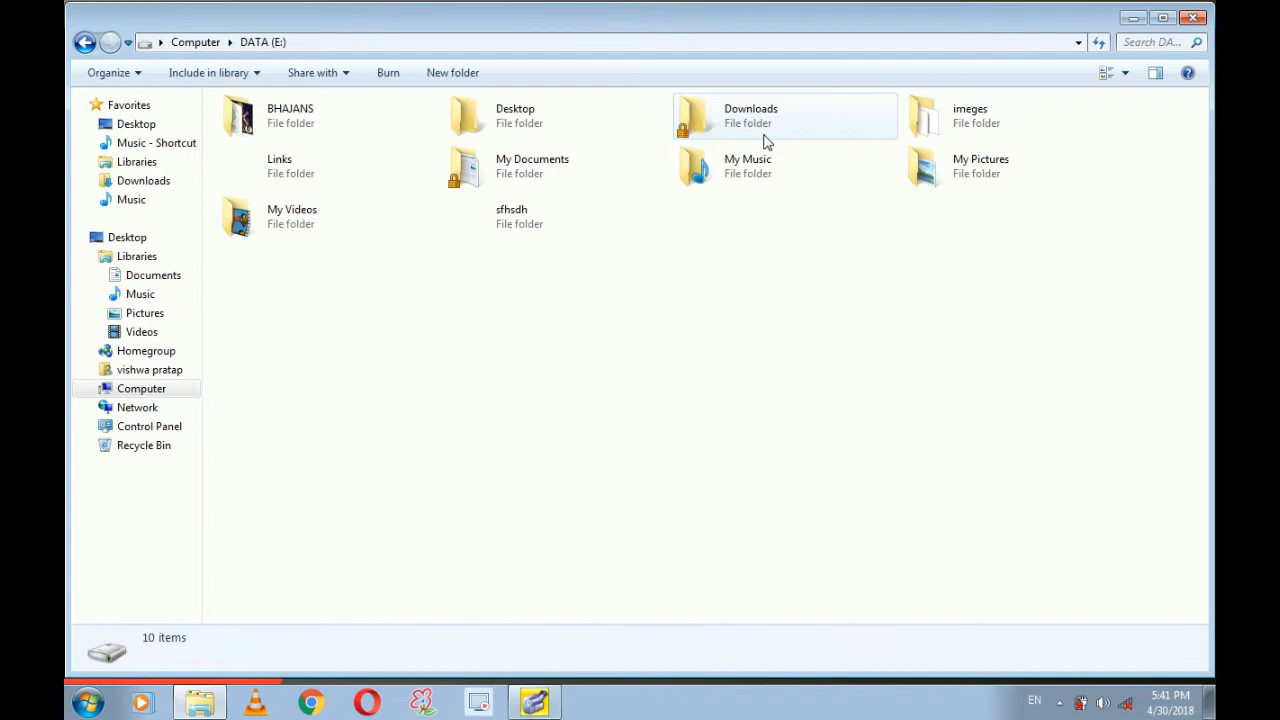 Computer DATA (E:) Search DA...
Organize Include in library Share with Burn New folder
Favorites
Desktop
Music - Shortcut
Libraries
Downloads
Music
Desktop
Libraries
Documents
Music
Pictures
Videos
Homegroup
vishwa pratap
Computer
Network
Control Panel
Recycle Bin
BHAJANS
File folder
Desktop
File folder
Downloads
File folder
imeges
File folder
Links
File folder
My Documents
File folder
My Music
File folder
My Pictures
File folder
My Videos
File folder
sfhsdh
File folder
10 items
EN
5:41 PM
4/30/2018